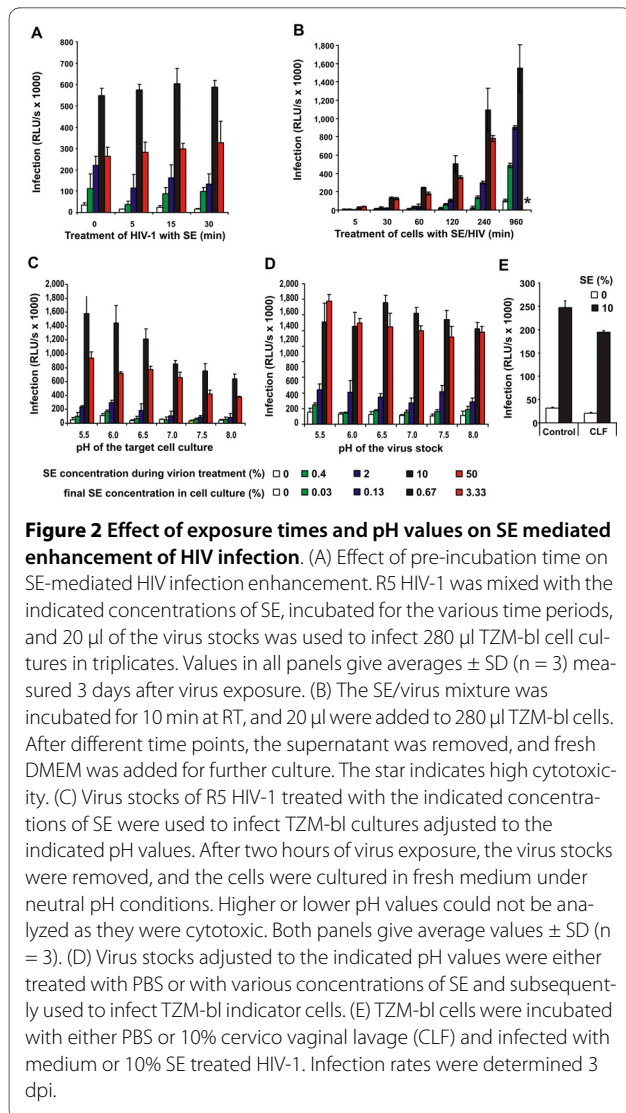 A
Infection (RLU/s x 1000)
800
700
600
500
400
300
200
100
0
0 5 15 30
Treatment of HIV-1 with SE (min)
B
Infection (RLU/s x 1000)
1,800
1,600
1,400
1,200
1,000
800
600
400
200
0
*
5 30 60 120 240 960
Treatment of cells with SE/HIV (min)
C
Infection (RLU/s x 1000)
2,000
1,800
1,600
1,400
1,200
1,000
800
600
400
200
0
5.5 6.0 6.5 7.0 7.5 8.0
pH of the target cell culture
D
Infection (RLU/s x 1000)
2,000
1,800
1,600
1,400
1,200
1,000
800
600
400
200
0
5.5 6.0 6.5 7.0 7.5 8.0
pH of the virus stock
E
SE (%)
0
10
Infection (RLU/s x 1000)
300
250
200
150
100
50
0
Control CLF
SE concentration during virion treatment (%) 0 0.4 2 10 50
final SE concentration in cell culture (%) 0 0.03 0.13 0.67 3.33
Figure 2 Effect of exposure times and pH values on SE mediated
enhancement of HIV infection. (A) Effect of pre-incubation time on
SE-mediated HIV infection enhancement. R5 HIV-1 was mixed with the
indicated concentrations of SE, incubated for the various time periods,
and 20 μl of the virus stocks was used to infect 280 μl TZM-bl cell cul-
tures in triplicates. Values in all panels give averages ± SD (n = 3) mea-
sured 3 days after virus exposure. (B) The SE/virus mixture was
incubated for 10 min at RT, and 20 μl were added to 280 μl TZM-bl cells.
After different time points, the supernatant was removed, and fresh
DMEM was added for further culture. The star indicates high cytotoxic-
ity. (C) Virus stocks of R5 HIV-1 treated with the indicated concentra-
tions of SE were used to infect TZM-bl cultures adjusted to the
indicated pH values. After two hours of virus exposure, the virus stocks
were removed, and the cells were cultured in fresh medium under
neutral pH conditions. Higher or lower pH values could not be ana-
lyzed as they were cytotoxic. Both panels give average values ± SD (n
= 3). (D) Virus stocks adjusted to the indicated pH values were either
treated with PBS or with various concentrations of SE and subsequent-
ly used to infect TZM-bl indicator cells. (E) TZM-bl cells were incubated
with either PBS or 10% cervico vaginal lavage (CLF) and infected with
medium or 10% SE treated HIV-1. Infection rates were determined 3
dpi.